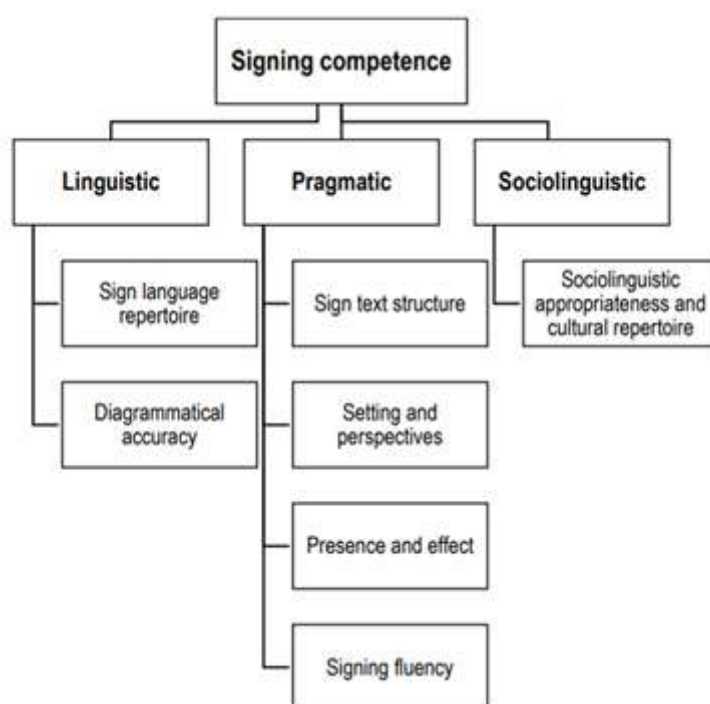 Signing competence
Linguistic
Pragmatic
Sociolinguistic
Sign language
repertoire
Sign text structure
Sociolinguistic
appropriateness and
cultural repertoire
Diagrammatical
accuracy
Setting and
perspectives
Presence and effect
Signing fluency